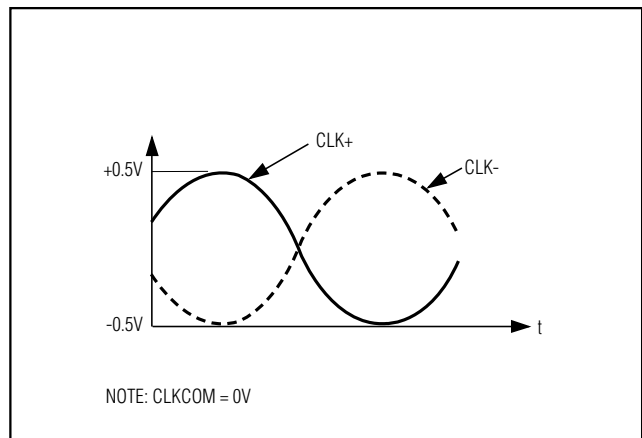 CLK+
+0.5V
CLK-
-0.5V
t
NOTE: CLKCOM = 0V